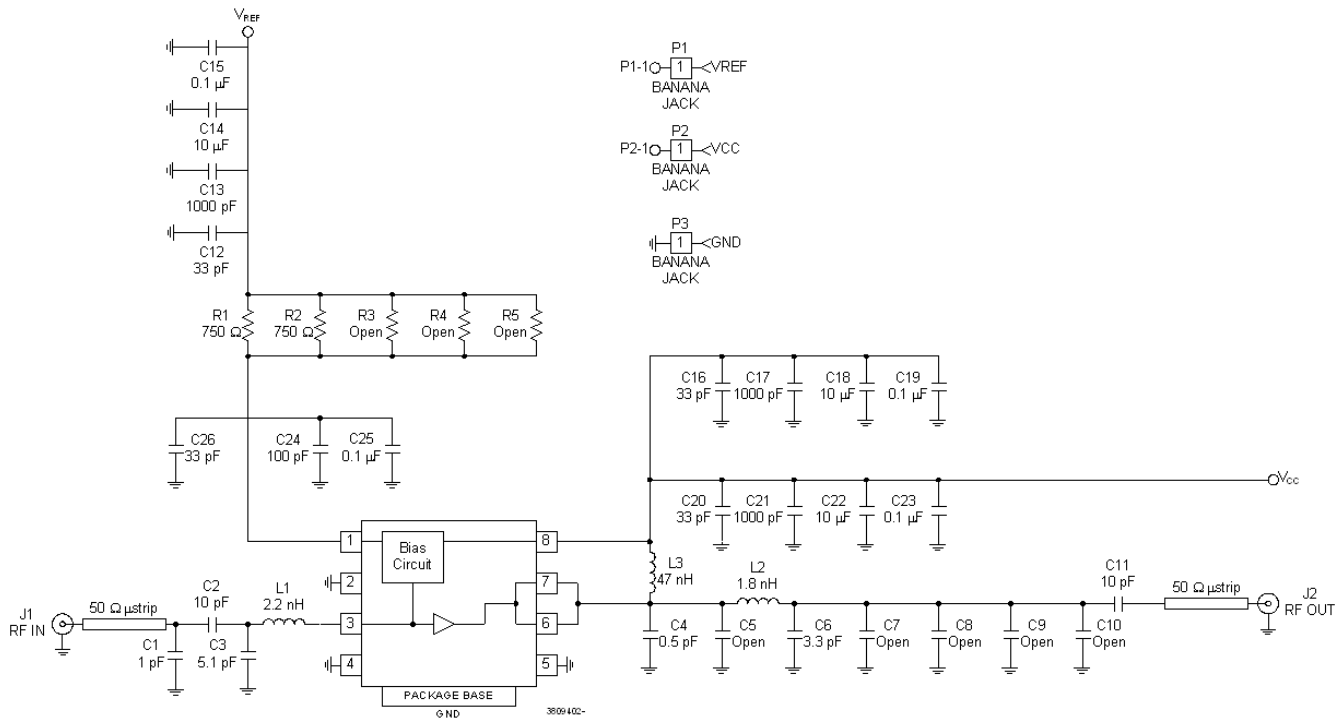 VREF
C15
0.1 µF
C14
10 µF
C13
1000 pF
C12
33 pF
P1
P1-1 1 VREF
BANANA
JACK
P2
P2-1 1 VCC
BANANA
JACK
P3
1 GND
BANANA
JACK
R1
750 Ω
R2
750 Ω
R3
Open
R4
Open
R5
Open
C26
33 pF
C24
100 pF
C25
0.1 µF
C16
33 pF
C17
1000 pF
C18
10 µF
C19
0.1 µF
C20
33 pF
C21
1000 pF
C22
10 µF
C23
0.1 µF
VCC
1
2
3
4
Bias
Circuit
8
7
6
5
PACKAGE BASE
GND
3809402-
J1
RF IN
50 Ω µstrip
C1
1 pF
C2
10 pF
C3
5.1 pF
L1
2.2 nH
L3
47 nH
L2
1.8 nH
C4
0.5 pF
C5
Open
C6
3.3 pF
C7
Open
C8
Open
C9
Open
C10
Open
C11
10 pF
50 Ω µstrip
J2
RF OUT